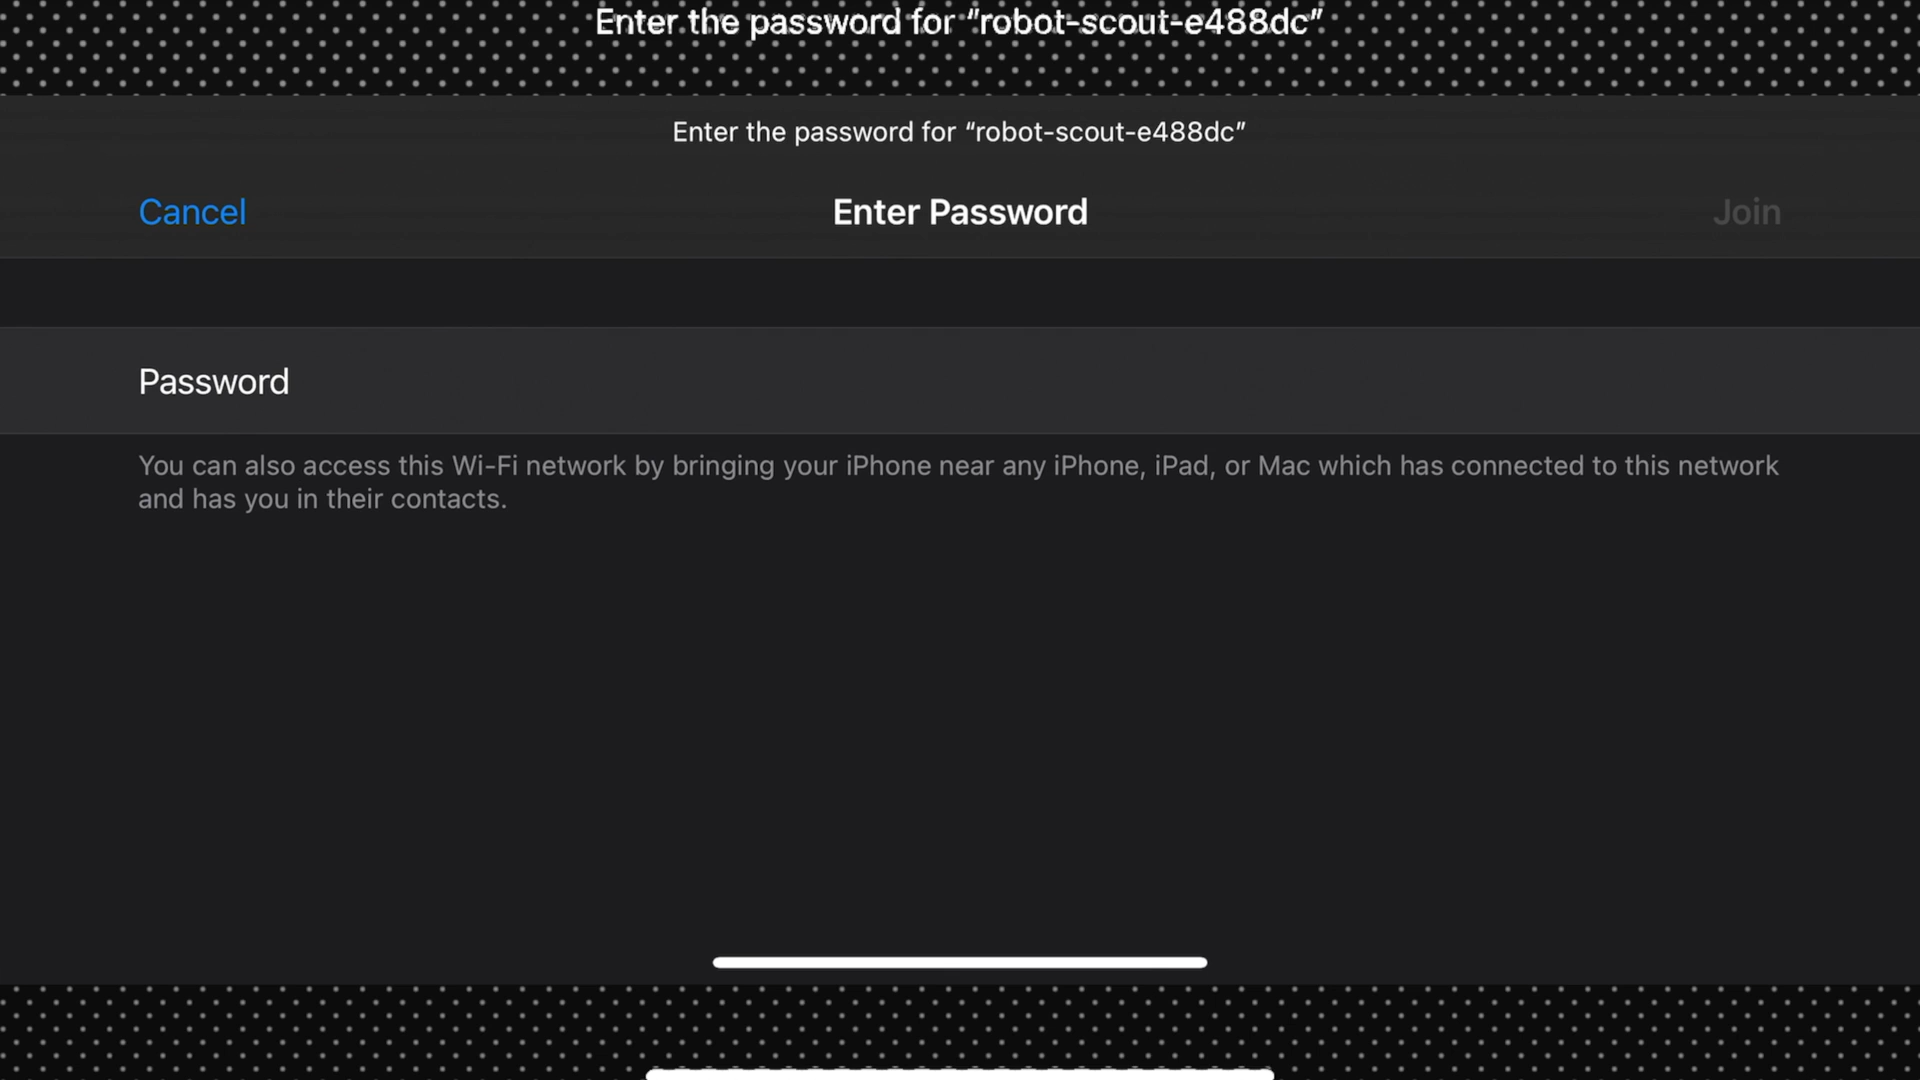 Enter the password for “robot-scout-e488dc”
Enter the password for “robot-scout-e488dc”
Cancel
Enter Password
Join
Password
You can also access this Wi-Fi network by bringing your iPhone near any iPhone, iPad, or Mac which has connected to this network
and has you in their contacts.